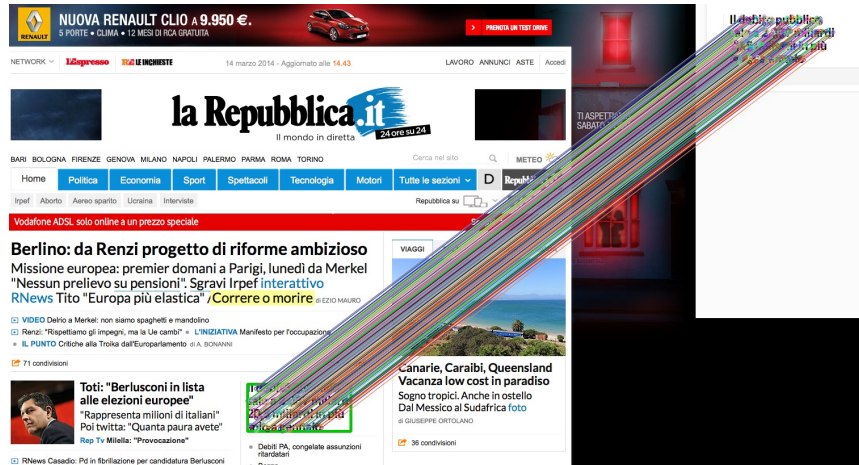 NUOVA RENAULT CLIO A 9.950 €.
5 PORTE • CLIMA • 12 MESI DI RCA GRATUITA
RENAULT
PRENOTA UN TEST DRIVE
NETWORK
l'Espresso
LE INCHIESTE
14 marzo 2014 - Aggiornato alle 14.43
LAVORO ANNUNCI ASTE Accedi
la Repubblica.it
Il mondo in diretta
24 ore su 24
TI ASPETT
SABATO
BARI BOLOGNA FIRENZE GENOVA MILANO NAPOLI PALERMO PARMA ROMA TORINO
Cerca nel sito
METEO
Home Politica Economia Sport Spettacoli Tecnologia Motori Tutte le sezioni D
Irpef Aborto Aereo sparito Ucraina Interviste
Repubblica su
Vodafone ADSL solo online a un prezzo speciale
Berlino: da Renzi progetto di riforme ambizioso
Missione europea: premier domani a Parigi, lunedì da Merkel
"Nessun prelievo su pensioni". Sgravi Irpef interattivo
RNews Tito "Europa più elastica" / Correre o morire di EZIO MAURO
VIDEO Delrio a Merkel: non siamo spaghetti e mandolino
Renzi: "Rispettiamo gli impegni, ma la Ue cambi" L'INIZIATIVA Manifesto per l'occupazione
IL PUNTO Critiche alla Troika dall'Europarlamento di A. BONANNI
71 condivisioni
Toti: "Berlusconi in lista
alle elezioni europee"
"Rappresenta milioni di italiani"
Poi twitta: "Quanta paura avete"
Rep Tv Milella: "Provocazione"
RNews Casadio: Pd in fibrillazione per candidatura Berlusconi
Debiti PA, congelate assunzioni
ritardatari
VIAGGI
Canarie, Caraibi, Queensland
Vacanza low cost in paradiso
Sogno tropici. Anche in ostello
Dal Messico al Sudafrica foto
di GIUSEPPE ORTOLANO
36 condivisioni
Il debito pubblico